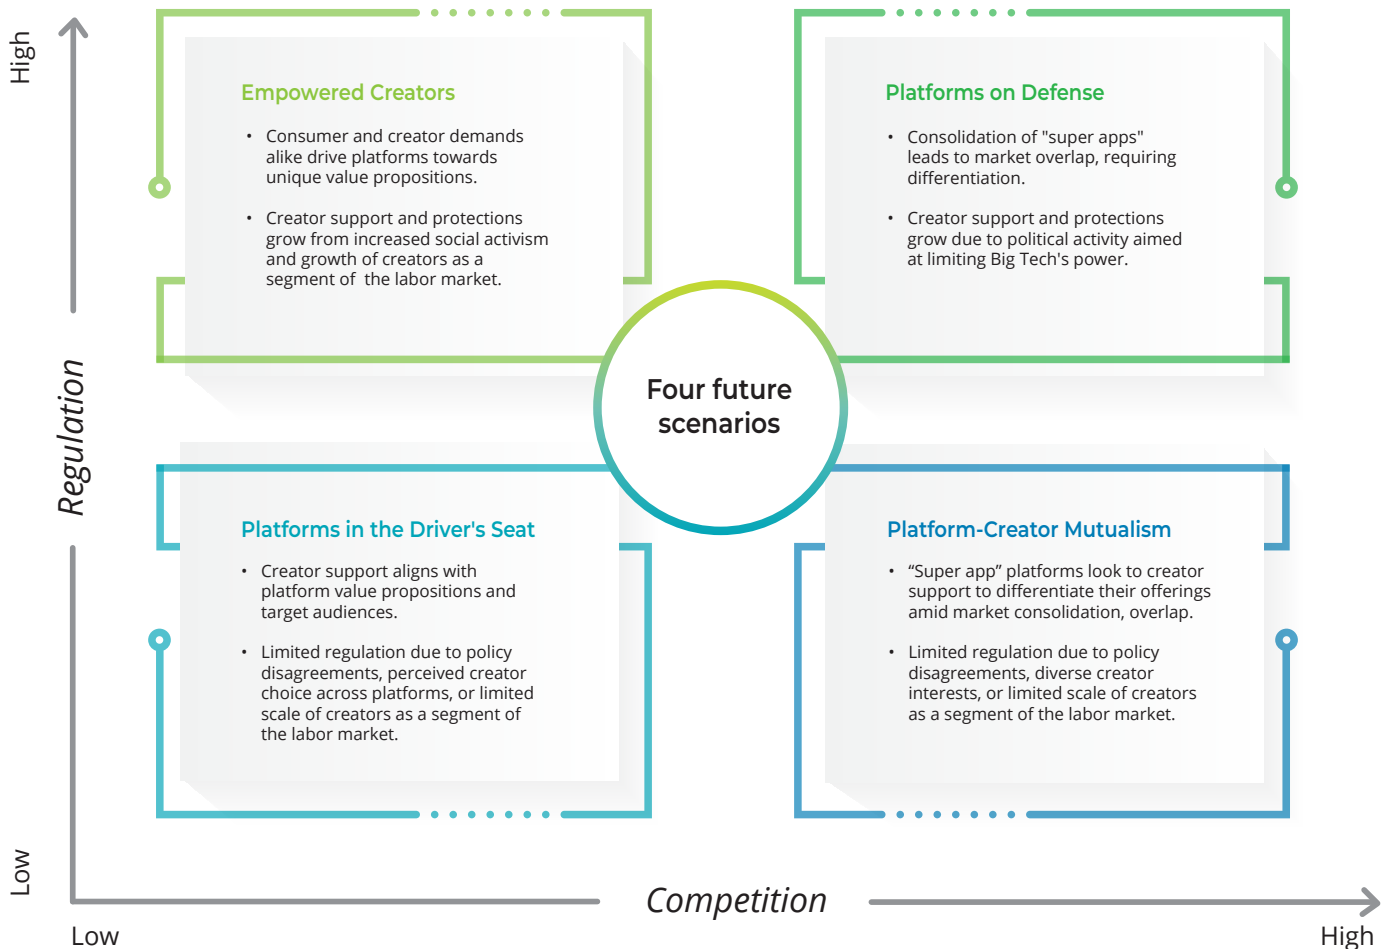 High
Regulation
Low
Empowered Creators
• Consumer and creator demands
alike drive platforms towards
unique value propositions.
• Creator support and protections
grow from increased social activism
and growth of creators as a
segment of the labor market.
Platforms on Defense
• Consolidation of "super apps"
leads to market overlap, requiring
differentiation.
• Creator support and protections
grow due to political activity aimed
at limiting Big Tech's power.
Four future
scenarios
Platforms in the Driver's Seat
• Creator support aligns with
platform value propositions and
target audiences.
• Limited regulation due to policy
disagreements, perceived creator
choice across platforms, or limited
scale of creators as a segment of
the labor market.
Platform-Creator Mutualism
• “Super app” platforms look to creator
support to differentiate their offerings
amid market consolidation, overlap.
• Limited regulation due to policy
disagreements, diverse creator
interests, or limited scale of creators
as a segment of the labor market.
Low
Competition
High